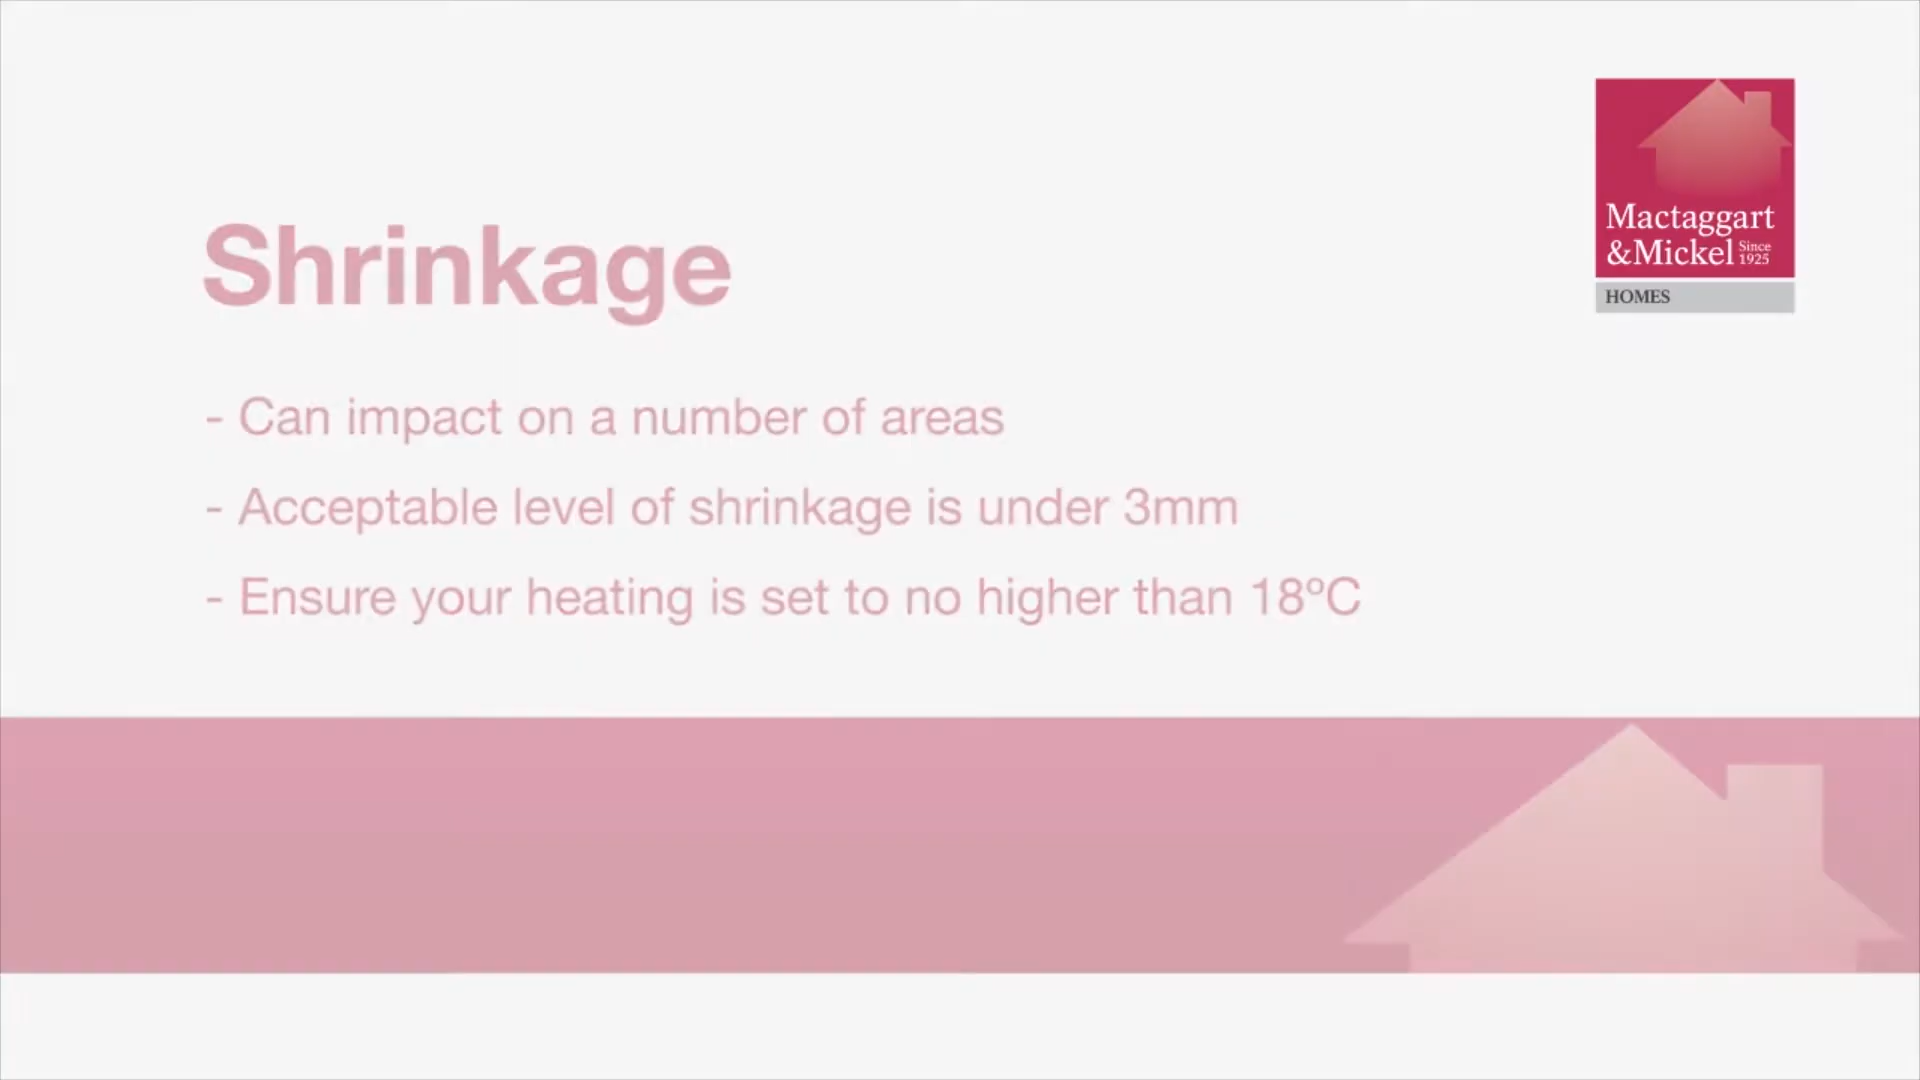 Mactaggart
&Mickel Since 1925
HOMES
Shrinkage
- Can impact on a number of areas
- Acceptable level of shrinkage is under 3mm
- Ensure your heating is set to no higher than 18ºC